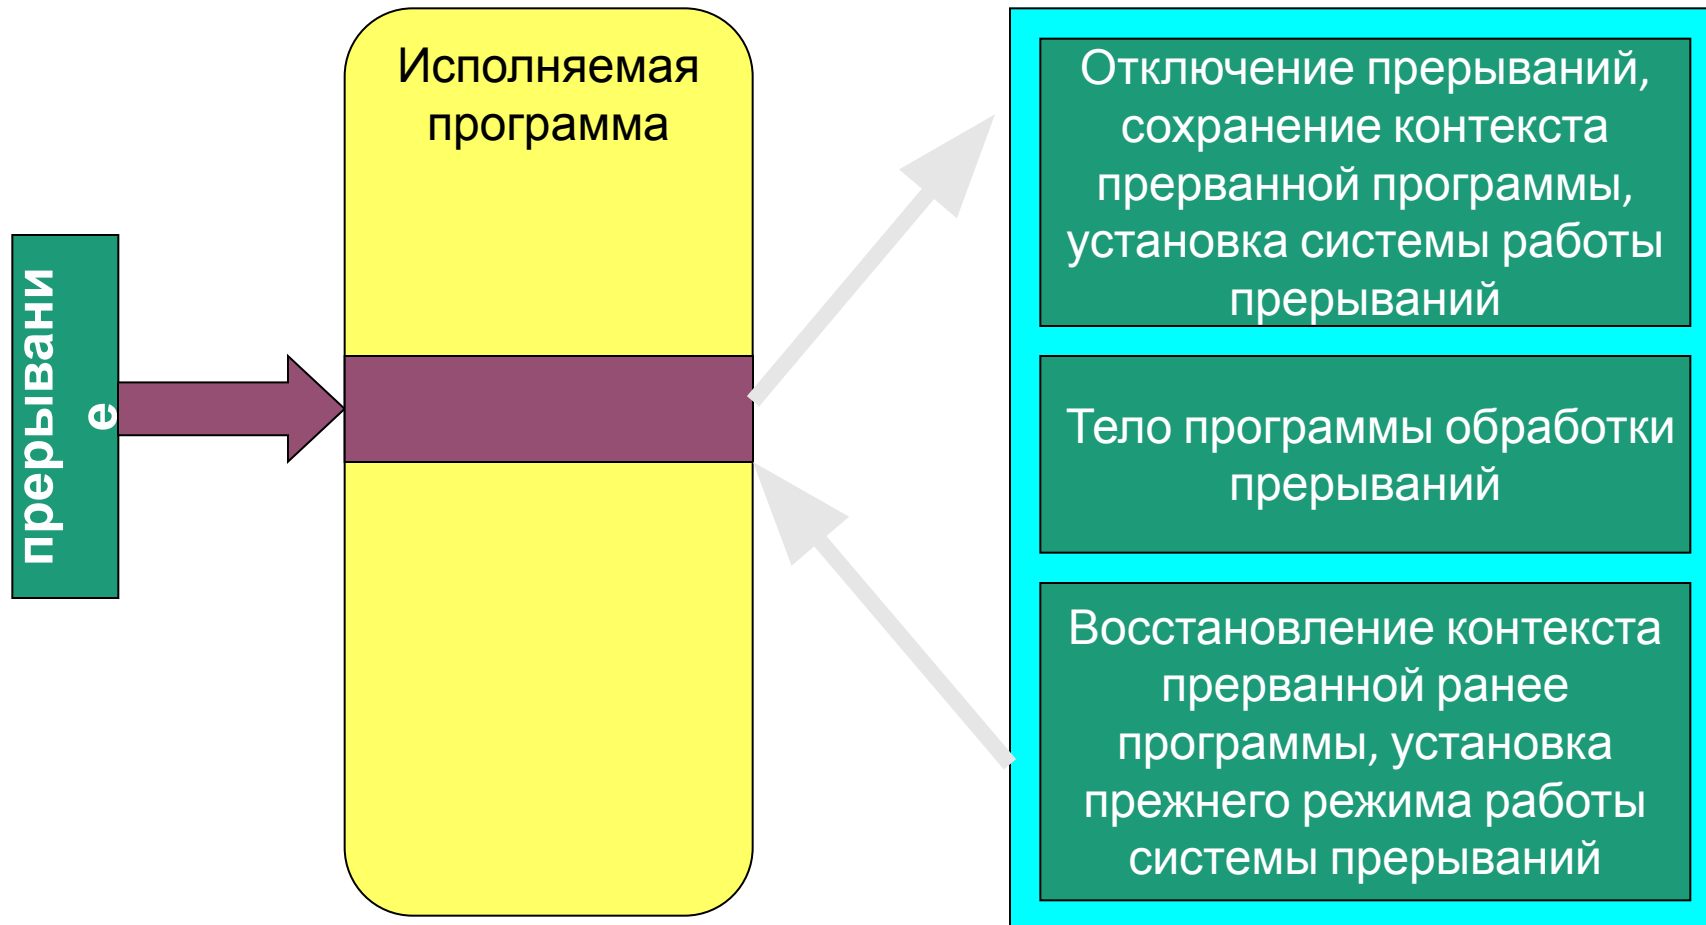 прерывани
е
Исполняемая
программа
Отключение прерываний,
сохранение контекста
прерванной программы,
установка системы работы
прерываний
Тело программы обработки
прерываний
Восстановление контекста
прерванной ранее
программы, установка
прежнего режима работы
системы прерываний